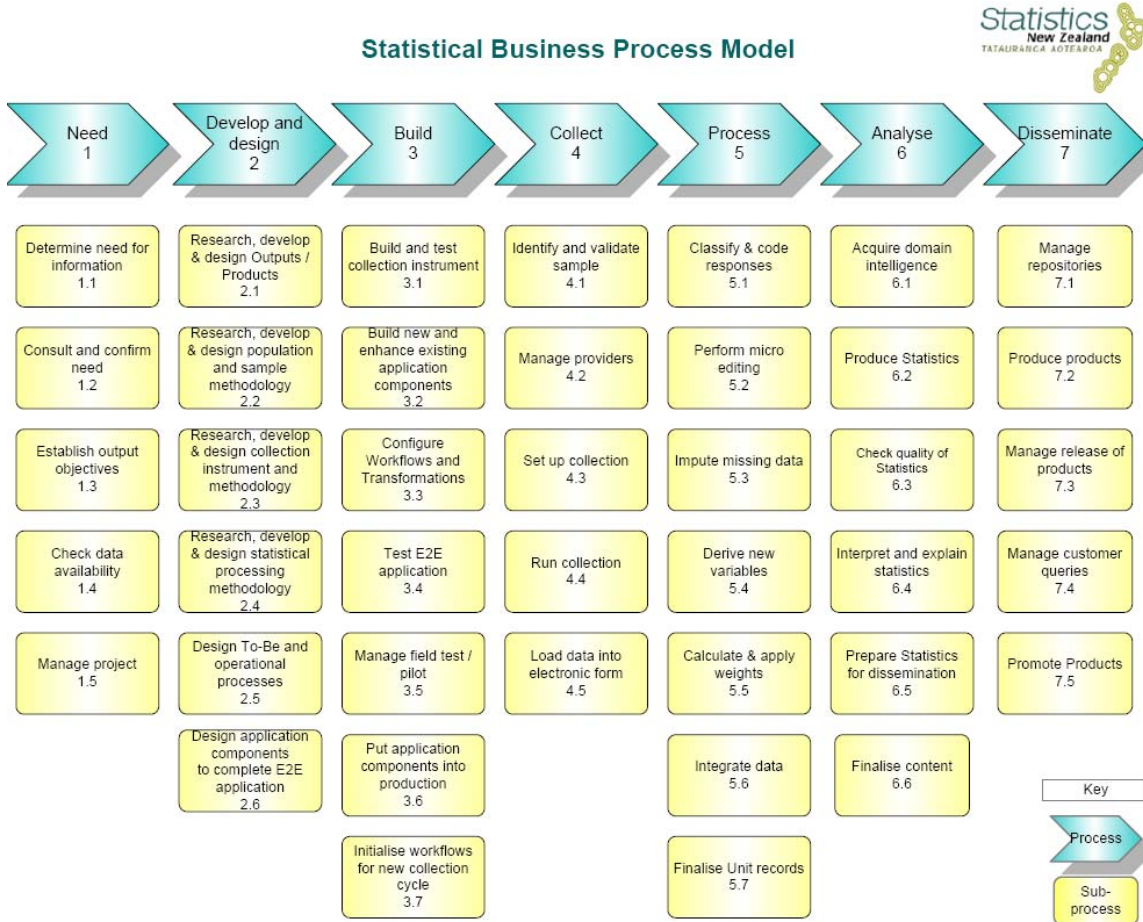 Statistics
New Zealand
TATAURANGA AOTEAROA
Statistical Business Process Model
Need
1
Develop and
design
2
Build
3
Collect
4
Process
5
Analyse
6
Disseminate
7
Determine need for
information
1.1
Research, develop
& design Outputs /
Products
2.1
Build and test
collection instrument
3.1
Identify and validate
sample
4.1
Classify & code
responses
5.1
Acquire domain
intelligence
6.1
Manage
repositories
7.1
Consult and confirm
need
1.2
Research, develop
& design population
and sample
methodology
2.2
Build new and
enhance existing
application
components
3.2
Manage providers
4.2
Perform micro
editing
5.2
Produce Statistics
6.2
Produce products
7.2
Establish output
objectives
1.3
Research, develop
& design collection
instrument and
methodology
2.3
Configure
Workflows and
Transformations
3.3
Set up collection
4.3
Impute missing data
5.3
Check quality of
Statistics
6.3
Manage release of
products
7.3
Check data
availability
1.4
Research, develop
& design statistical
processing
methodology
2.4
Test E2E
application
3.4
Run collection
4.4
Derive new
variables
5.4
Interpret and explain
statistics
6.4
Manage customer
queries
7.4
Manage project
1.5
Design To-Be and
operational
processes
2.5
Manage field test /
pilot
3.5
Load data into
electronic form
4.5
Calculate & apply
weights
5.5
Prepare Statistics
for dissemination
6.5
Promote Products
7.5
Design application
components
to complete E2E
application
2.6
Put application
components into
production
3.6
Integrate data
5.6
Finalise content
6.6
Initialise workflows
for new collection
cycle
3.7
Finalise Unit records
5.7
Key
Process
Sub-
process